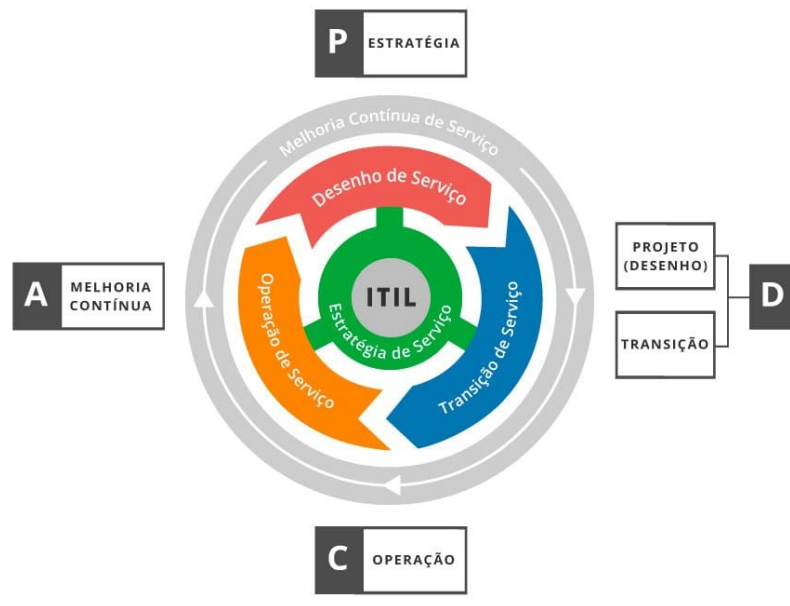 P ESTRATÉGIA
Melhoria Contínua de Serviço
Desenho de Serviço
PROJETO
(DESENHO)
D
TRANSIÇÃO
A
MELHORIA
CONTÍNUA
Operação de Serviço
ITIL
Estratégia de Serviço
Transição de Serviço
C OPERAÇÃO